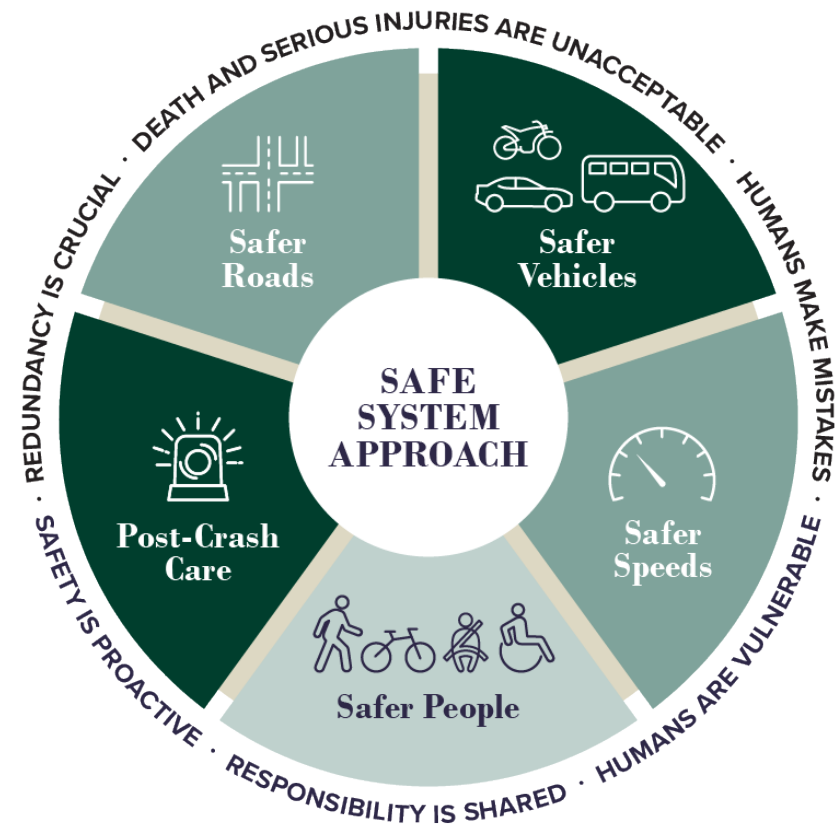 DEATH AND SERIOUS INJURIES ARE UNACCEPTABLE ·
HUMANS MAKE MISTAKES ·
HUMANS ARE VULNERABLE ·
RESPONSIBILITY IS SHARED ·
SAFETY IS PROACTIVE ·
REDUNDANCY IS CRUCIAL ·
Safer
Roads
Safer
Vehicles
SAFE
SYSTEM
APPROACH
Post-Crash
Care
Safer
Speeds
Safer People